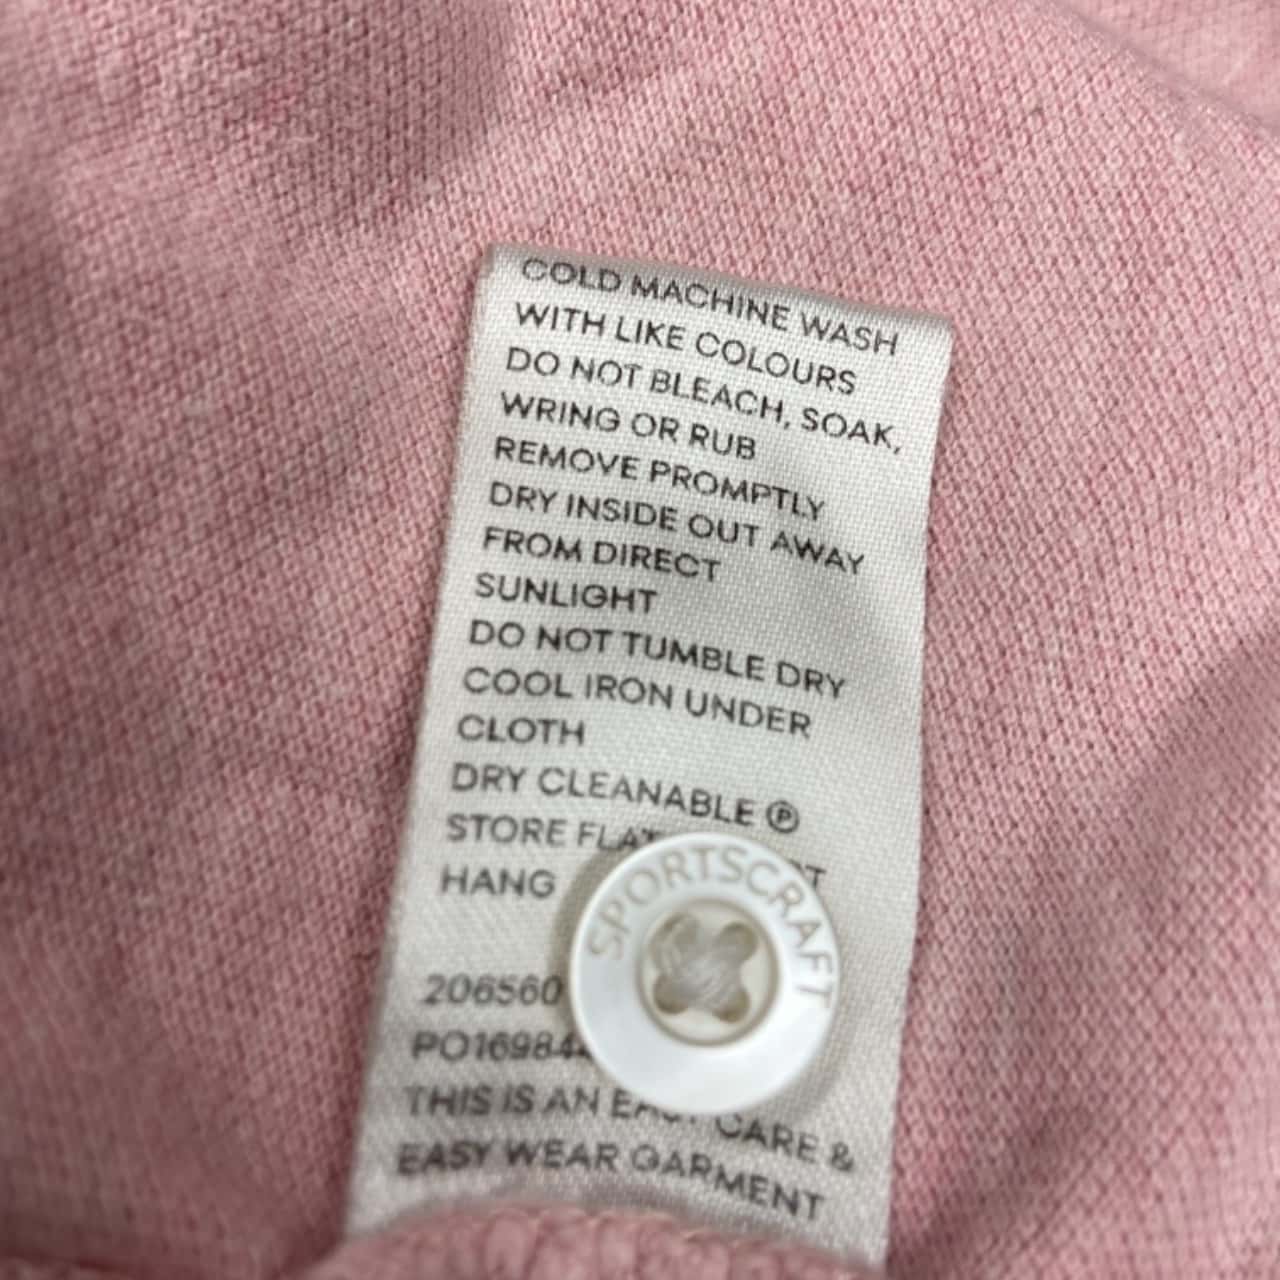 COLD MACHINE WASH
WITH LIKE COLOURS
DO NOT BLEACH, SOAK,
WRING OR RUB
REMOVE PROMPTLY
DRY INSIDE OUT AWAY
FROM DIRECT
SUNLIGHT
DO NOT TUMBLE DRY
COOL IRON UNDER
CLOTH
DRY CLEANABLE Ⓟ
STORE
HANG
SPORTSCRAFT
206560
THIS IS AN CARE &
EASY WEAR GARMENT